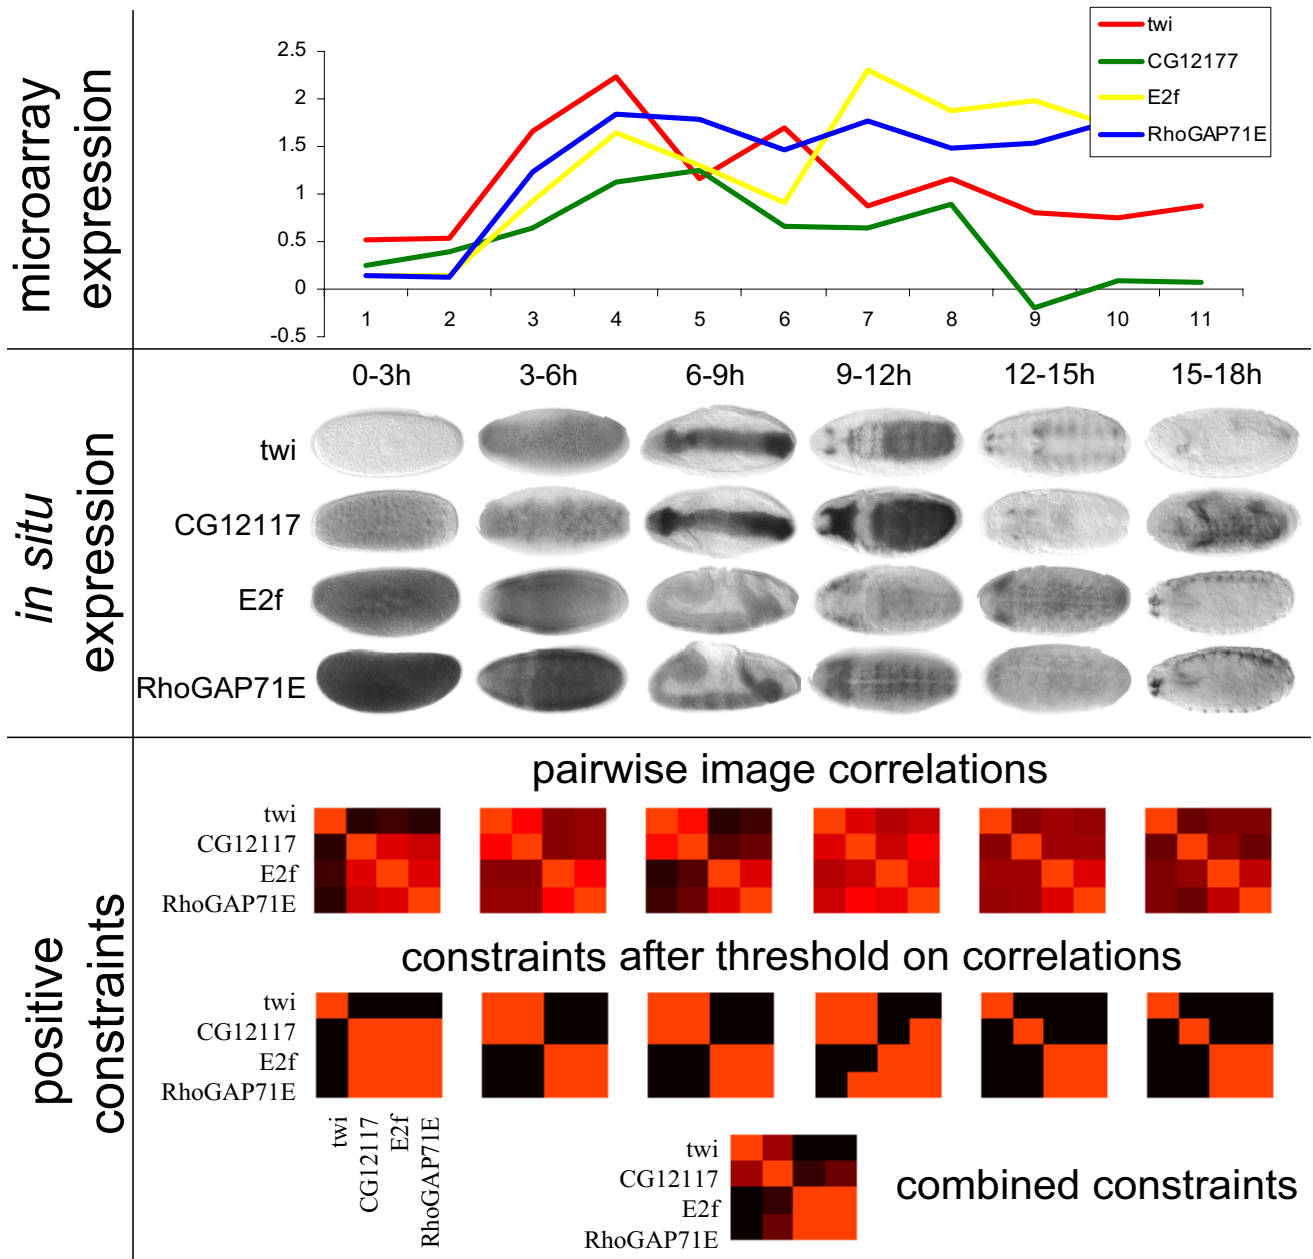 microarray
expression
2.5
2
1.5
1
0.5
0
-0.5
1 2 3 4 5 6 7 8 9 10 11
twi
CG12177
E2f
RhoGAP71E
in situ
expression
0-3h 3-6h 6-9h 9-12h 12-15h 15-18h
twi
CG12117
E2f
RhoGAP71E
positive
constraints
pairwise image correlations
twi
CG12117
E2f
RhoGAP71E
constraints after threshold on correlations
twi
CG12117
E2f
RhoGAP71E
twi
CG12117
E2f
RhoGAP71E
twi
CG12117
E2f
RhoGAP71E
combined constraints